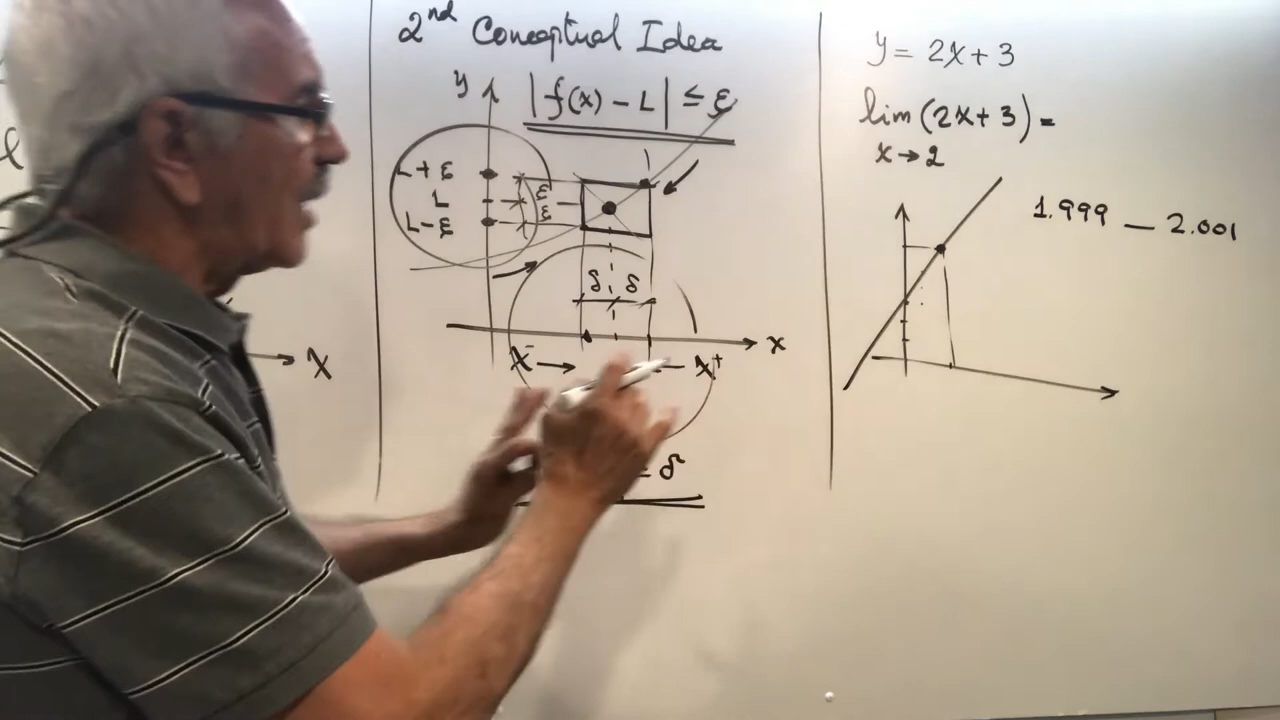 2nd Conceptual Idea
y |f(x) - L| ≤ ε
L + ε
L
L - ε
ε
ε
δ δ
x
x⁻ → — x⁺
≤ δ
x
y = 2x + 3
lim (2x + 3) =
x → 2
1.999 — 2.001